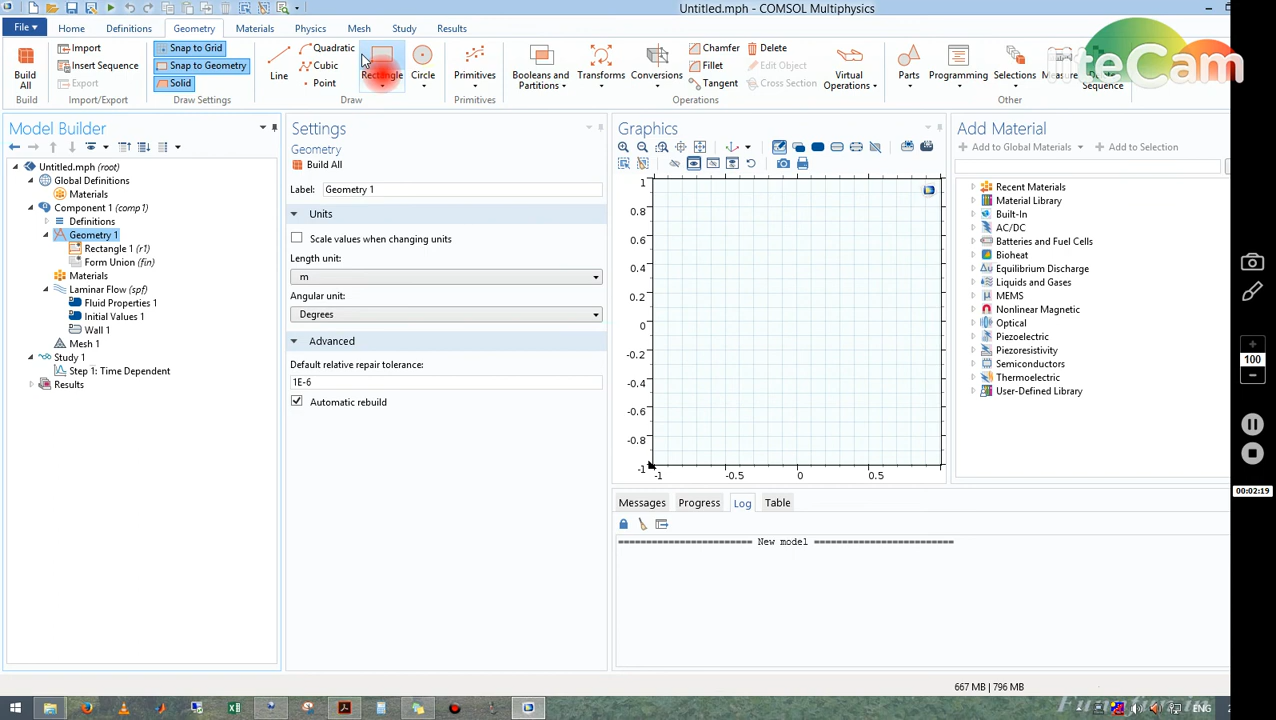 Untitled.mph - COMSOL Multiphysics
File
Home
Definitions
Geometry
Materials
Physics
Mesh
Study
Results
Build All
Build
Import
Insert Sequence
Export
Import/Export
Snap to Grid
Snap to Geometry
Solid
Draw Settings
Line
Quadratic
Cubic
Point
Rectangle
Circle
Draw
Primitives
Primitives
Booleans and Partitions
Transforms
Conversions
Chamfer
Fillet
Tangent
Delete
Edit Object
Cross Section
Operations
Virtual Operations
Parts
Programming
Selections
Measure
Delete Sequence
Other
liteCam
Model Builder
Untitled.mph (root)
Global Definitions
Materials
Component 1 (comp1)
Definitions
Geometry 1
Rectangle 1 (r1)
Form Union (fin)
Materials
Laminar Flow (spf)
Fluid Properties 1
Initial Values 1
Wall 1
Mesh 1
Study 1
Step 1: Time Dependent
Results
Settings
Geometry
Build All
Label: Geometry 1
Units
Scale values when changing units
Length unit:
m
Angular unit:
Degrees
Advanced
Default relative repair tolerance:
1E-6
Automatic rebuild
Graphics
1
0.8
0.6
0.4
0.2
0
-0.2
-0.4
-0.6
-0.8
-1
-1 -0.5 0 0.5
Messages Progress Log Table
======================== New model =========================
Add Material
Add to Global Materials Add to Selection
Recent Materials
Material Library
Built-In
AC/DC
Batteries and Fuel Cells
Bioheat
Equilibrium Discharge
Liquids and Gases
MEMS
Nonlinear Magnetic
Optical
Piezoelectric
Piezoresistivity
Semiconductors
Thermoelectric
User-Defined Library
100
00:02:19
667 MB | 796 MB
ENG